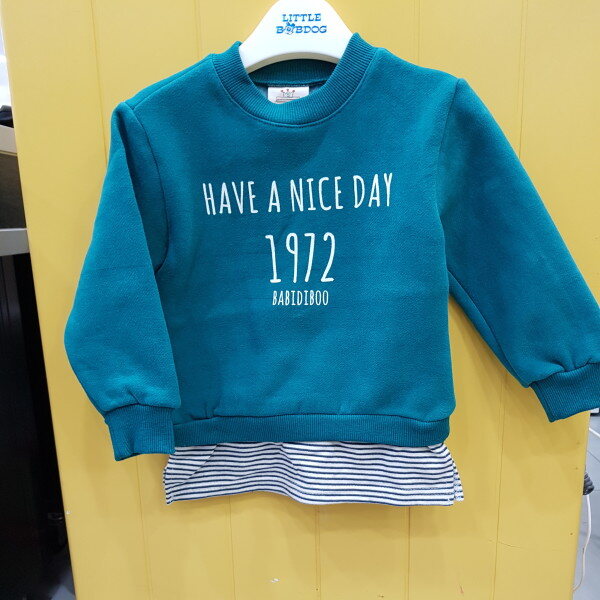 LITTLE
BOBDOG
HAVE A NICE DAY
1972
BABIDIBOO